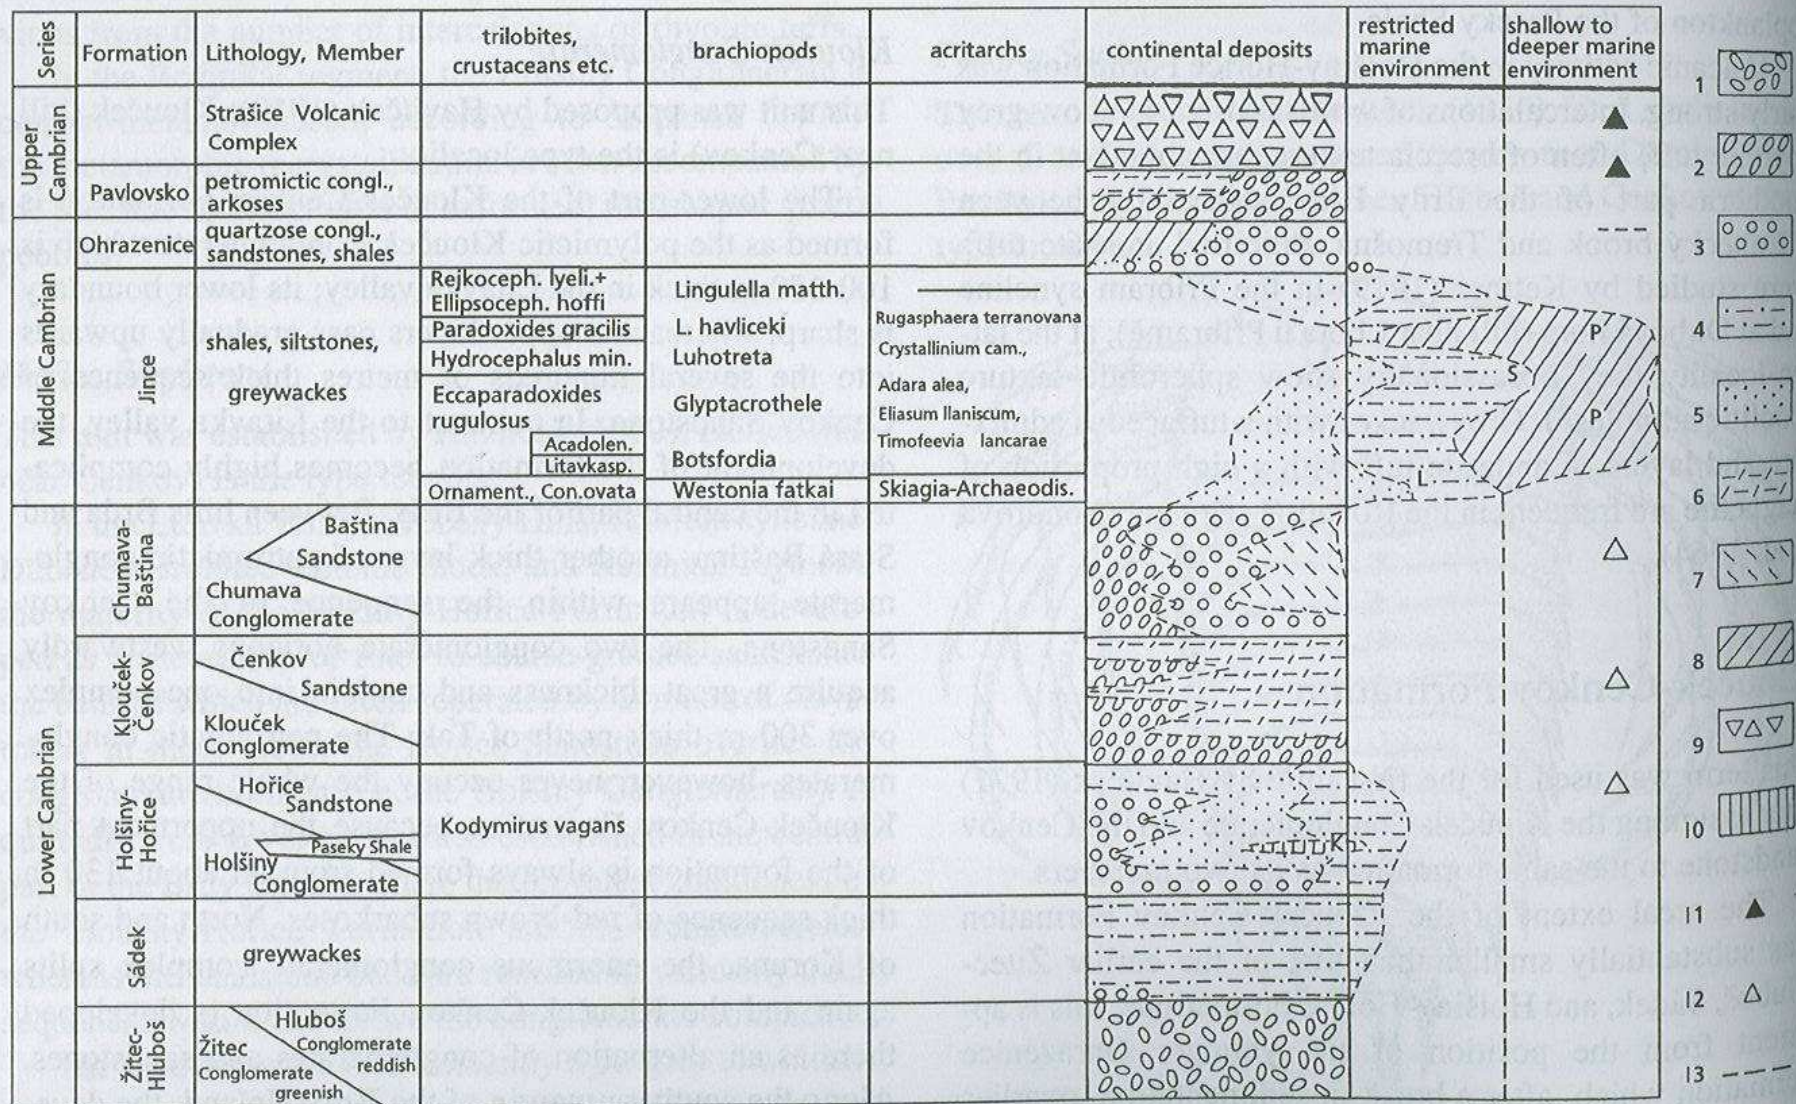 Series
Formation
Lithology, Member
trilobites,
crustaceans etc.
brachiopods
acritarchs
continental deposits
restricted
marine
environment
shallow to
deeper marine
environment
Upper
Cambrian
Strašice Volcanic
Complex
Pavlovsko
petromictic congl.,
arkoses
Middle Cambrian
Ohrazenice
quartzose congl.,
sandstones, shales
Jince
shales, siltstones,
greywackes
Rejkoceph. lyeli.+
Ellipsoceph. hoffi
Paradoxides gracilis
Hydrocephalus min.
Eccaparadoxides
rugulosus
Acadolen.
Litavkasp.
Ornament., Con.ovata
Lingulella matth.
L. havliceki
Luhotreta
Glyptacrothele
Botsfordia
Westonia fatkai
Rugasphaera terranovana
Crystallinium cam.,
Adara alea,
Eliasum llaniscum,
Timofeevia lancarae
Skiagia-Archaeodis.
P
S
P
L
Lower Cambrian
Chumava-
Baština
Baština
Sandstone
Chumava
Conglomerate
Klouček-
Čenkov
Čenkov
Sandstone
Klouček
Conglomerate
Holšiny
Hořice
Hořice
Sandstone
Paseky Shale
Holšiny
Conglomerate
Kodymirus vagans
K
Sádek
greywackes
Žitec-
Hluboš
Hluboš
Conglomerate
reddish
Žitec
Conglomerate
greenish
1
2
3
4
5
6
7
8
9
10
11
12
13